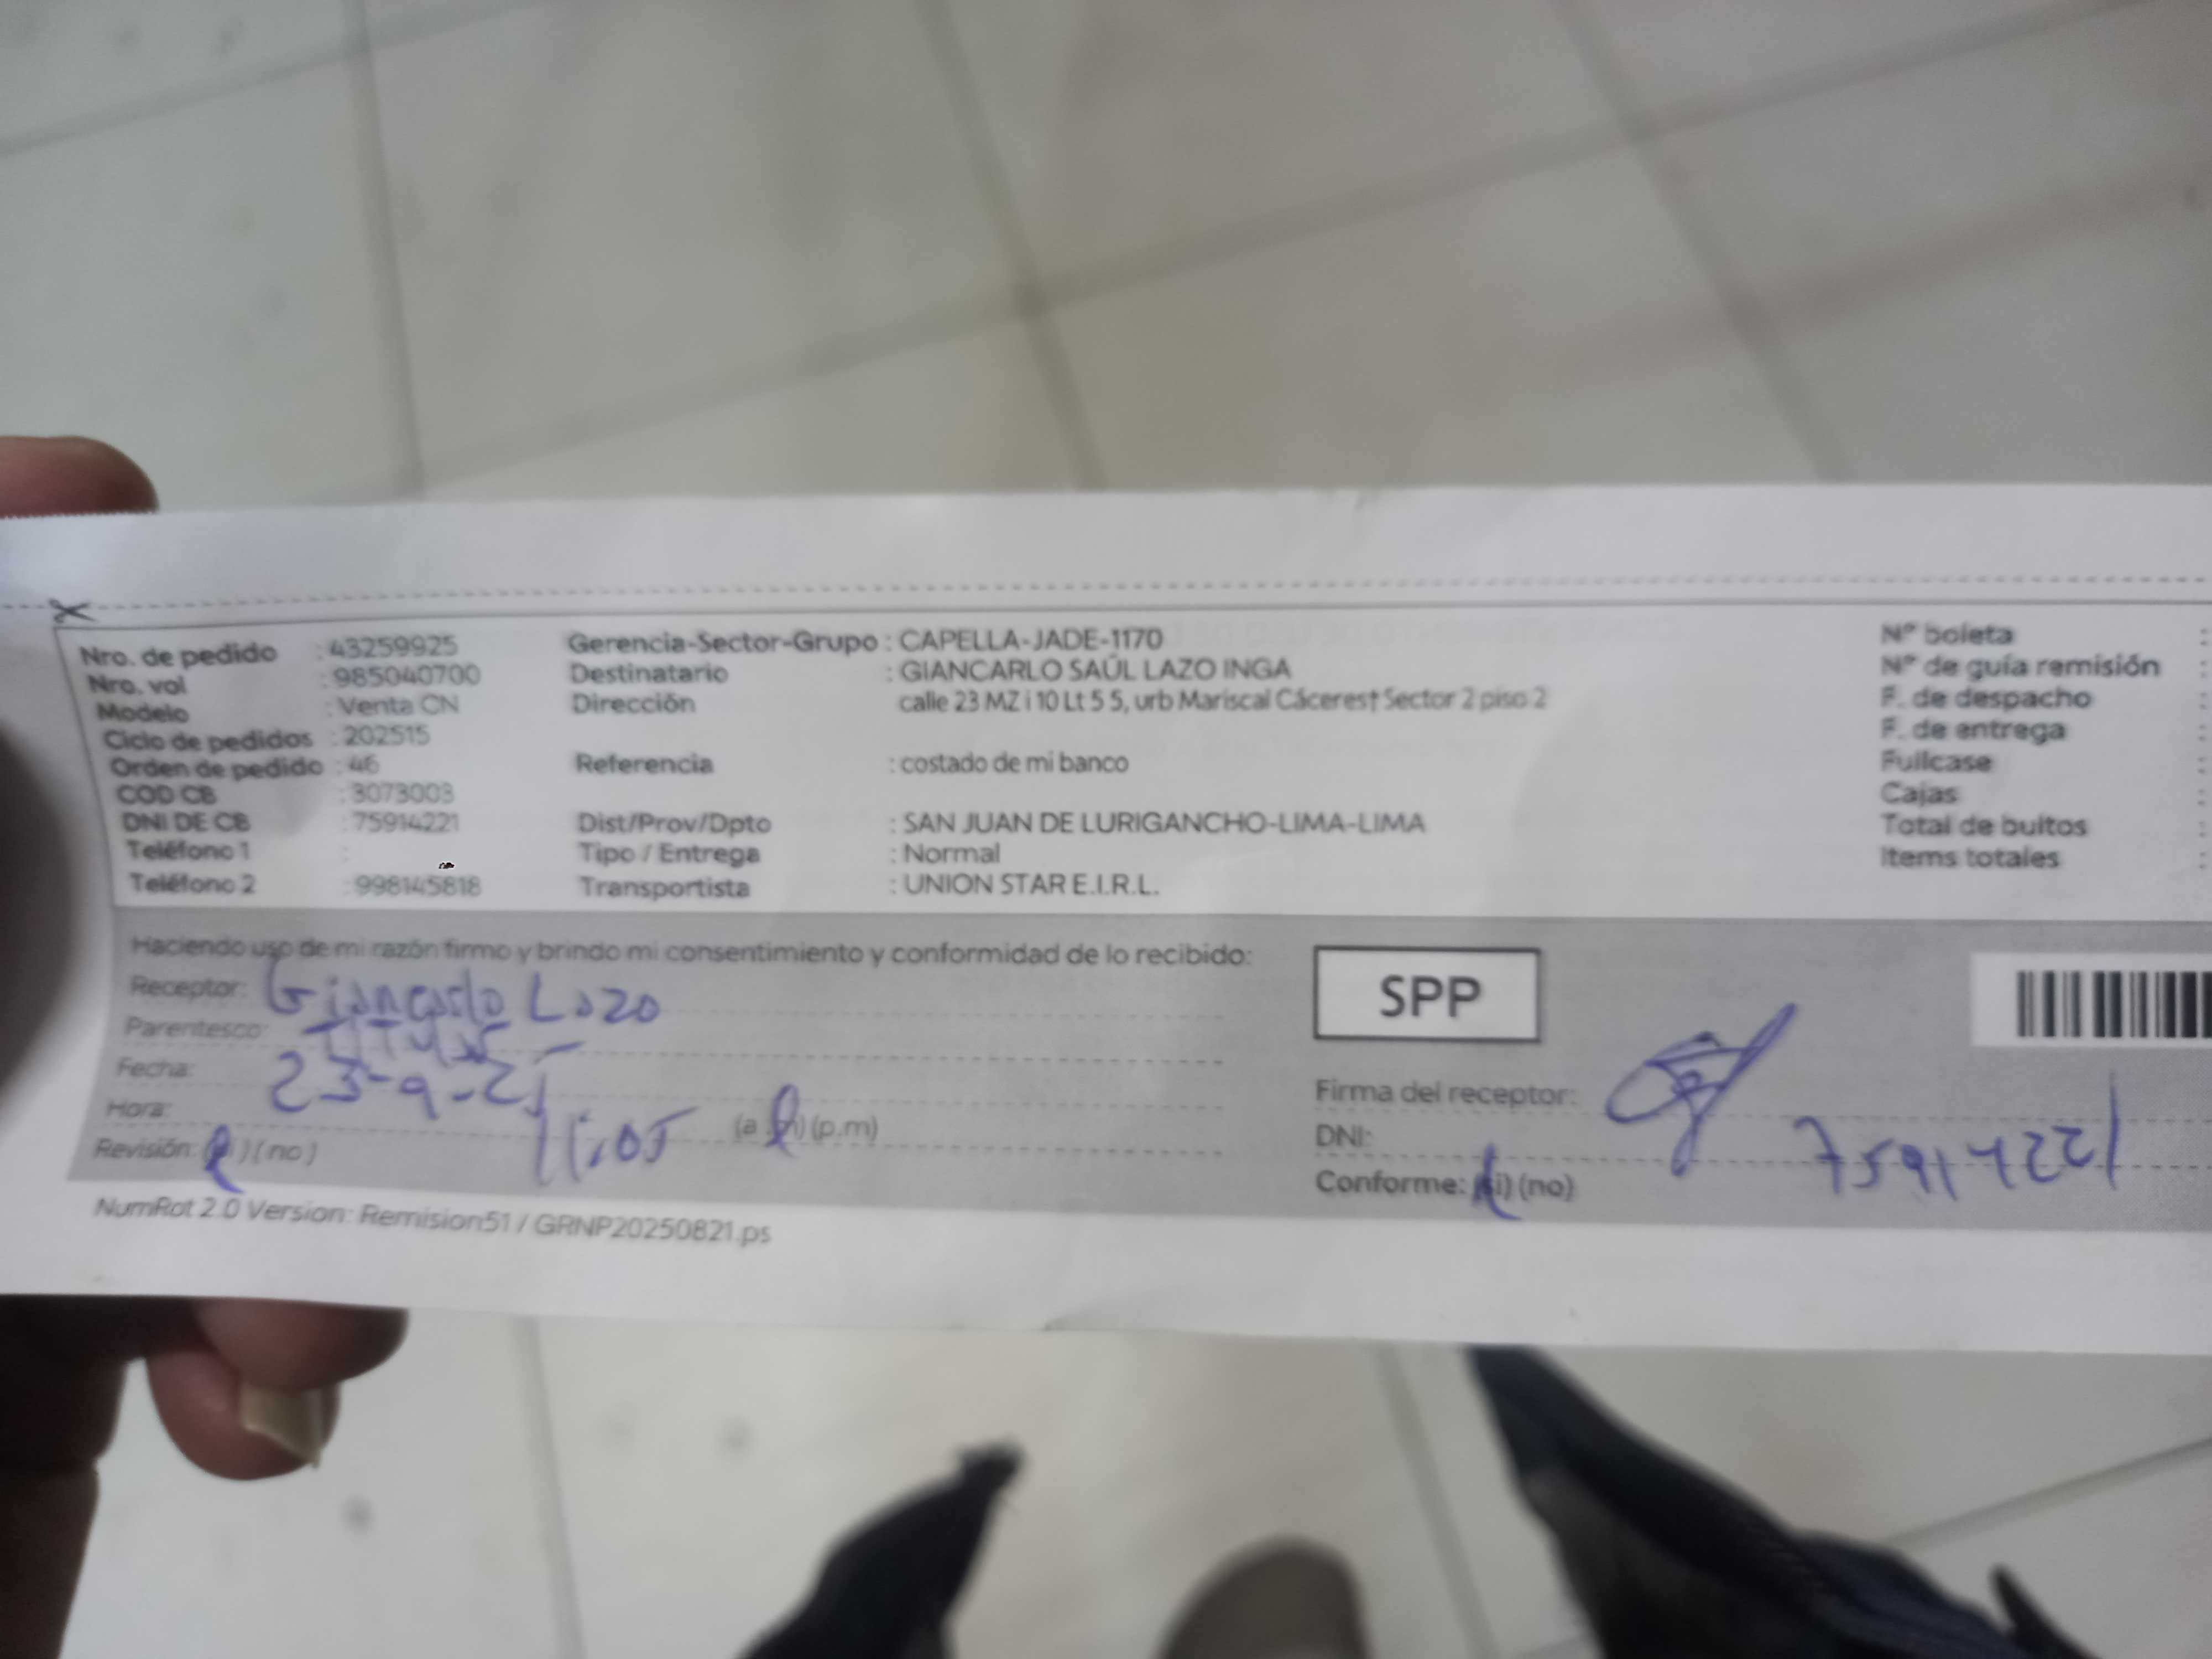 Nro. de pedido : 43259925 Gerencia-Sector-Grupo : CAPELLA-JADE-1170 N° boleta :
Nro. vol : 985040700 Destinatario : GIANCARLO SAÚL LAZO INGA N° de guía remisión :
Modelo : Venta CN Dirección calle 23 MZ i 10 Lt 5 5, urb Mariscal Cáceres† Sector 2 piso 2 F. de despacho :
Ciclo de pedidos : 202515 F. de entrega :
Orden de pedido : 46 Referencia : costado de mi banco Fullcase :
COD CB : 3073003 Cajas :
DNI DE CB : 75914221 Dist/Prov/Dpto : SAN JUAN DE LURIGANCHO-LIMA-LIMA Total de bultos :
Teléfono 1 : Tipo / Entrega : Normal Items totales :
Teléfono 2 : 998145818 Transportista : UNION STAR E.I.R.L.
Haciendo uso de mi razón firmo y brindo mi consentimiento y conformidad de lo recibido:
SPP
Receptor: Giancarlo Lazo
Parentesco: Titular
Fecha: 23-9-25
Firma del receptor:
Hora: 11:05 (a (p.m)
DNI: 75914221
Revisión: ) (no)
Conforme: (si) (no)
NumRot 2.0 Version: Remision51 / GRNP20250821.ps